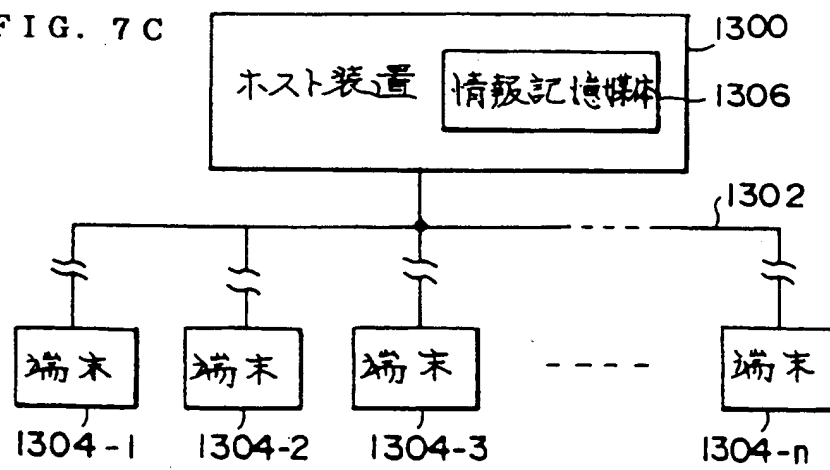 FIG. 7C
1300
ホスト装置
情報記憶媒体
1306
1302
端末
端末
端末
端末
1304-1
1304-2
1304-3
1304-n